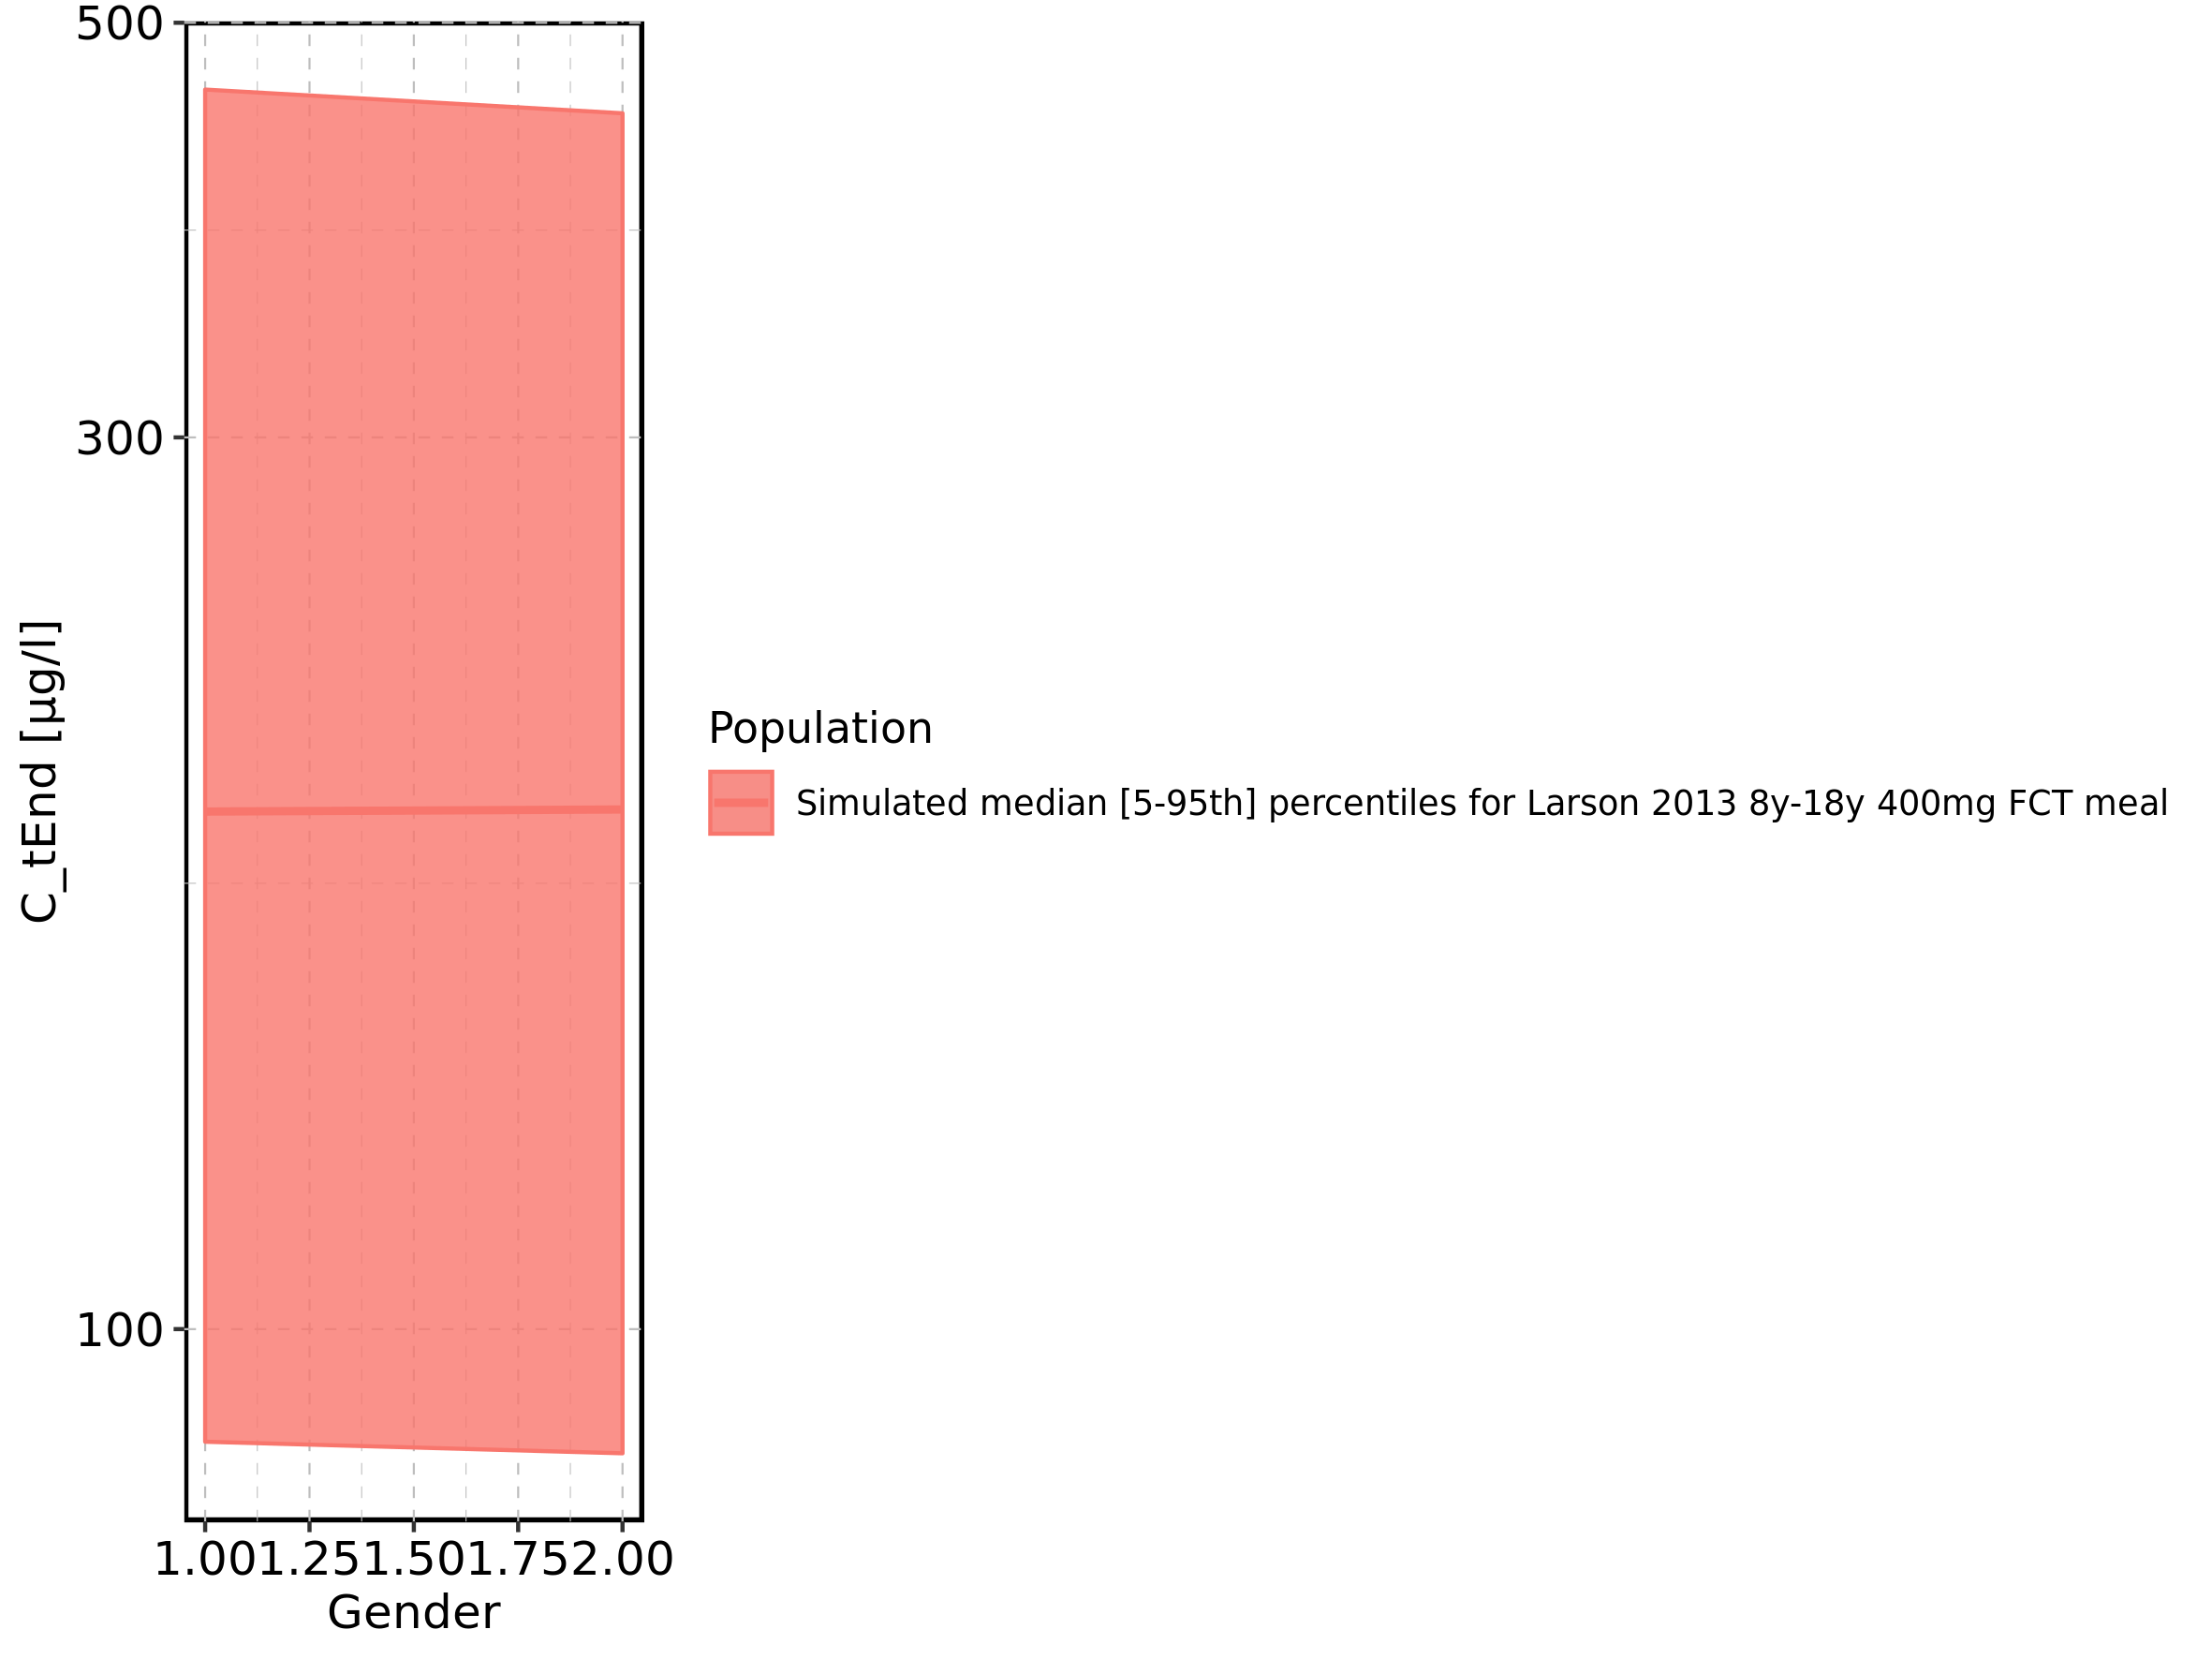 500
300
100
C_tEnd [µg/l]
1.00 1.25 1.50 1.75 2.00
Gender
Population
Simulated median [5-95th] percentiles for Larson 2013 8y-18y 400mg FCT meal